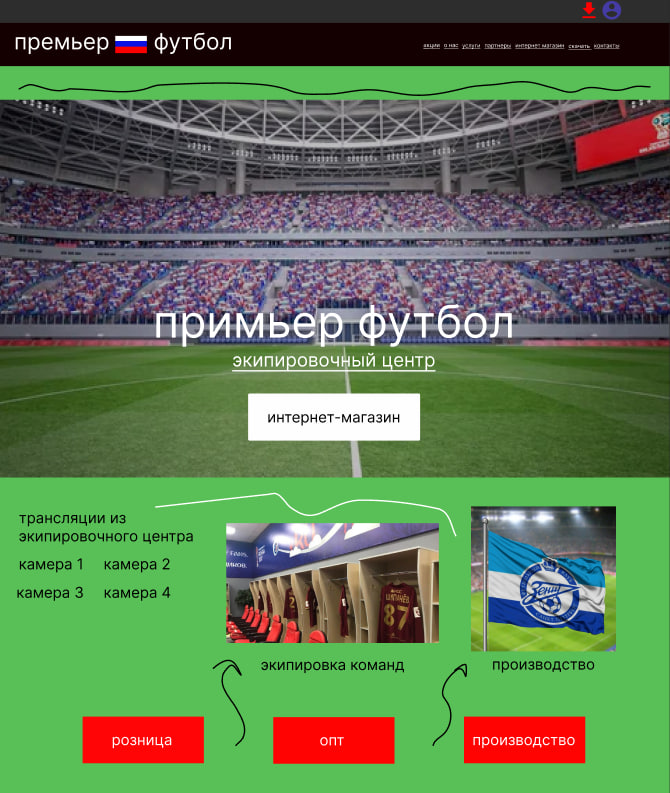 премьер футбол
акции о нас услуги партнеры интернет магазин скачать контакты
примьер футбол
экипировочный центр
интернет-магазин
трансляции из
экипировочного центра
камера 1 камера 2
камера 3 камера 4
87
Зенит
экипировка команд
производство
розница
опт
производство